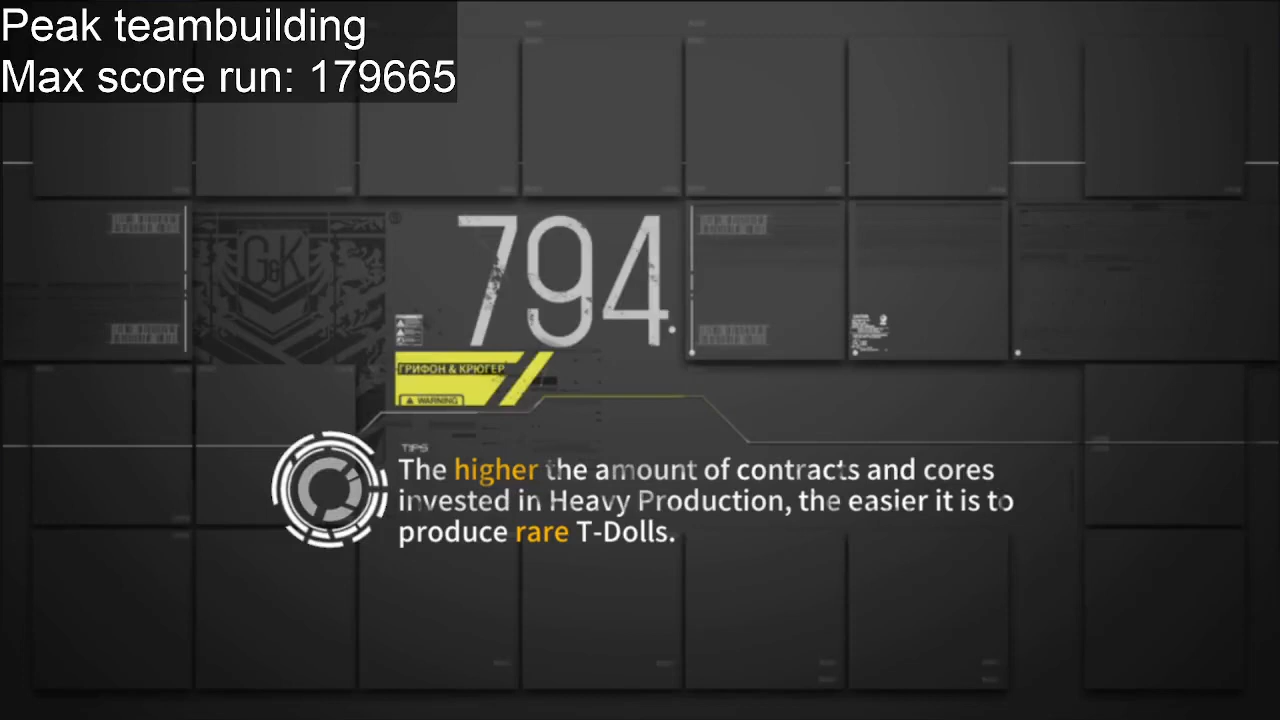 Peak teambuilding
Max score run: 179665
G&K
794.
ГРИФОН & КРЮГЕР
WARNING
TIPS
The higher the amount of contracts and cores
invested in Heavy Production, the easier it is to
produce rare T-Dolls.